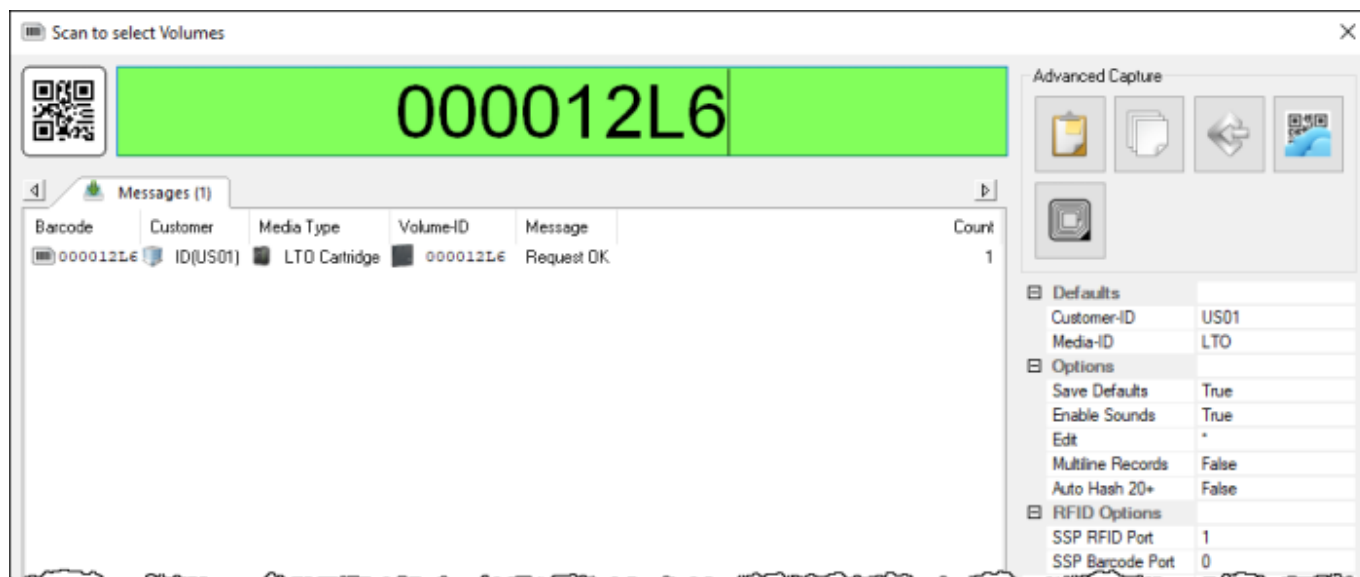 Scan to select Volumes
000012L6
Advanced Capture
Messages (1)
Barcode Customer Media Type Volume-ID Message Count
000012L6 ID(US01) LTO Cartridge 000012L6 Request OK 1
Defaults
Customer-ID US01
Media-ID LTO
Options
Save Defaults True
Enable Sounds True
Edit *
Multiline Records False
Auto Hash 20+ False
RFID Options
SSP RFID Port 1
SSP Barcode Port 0